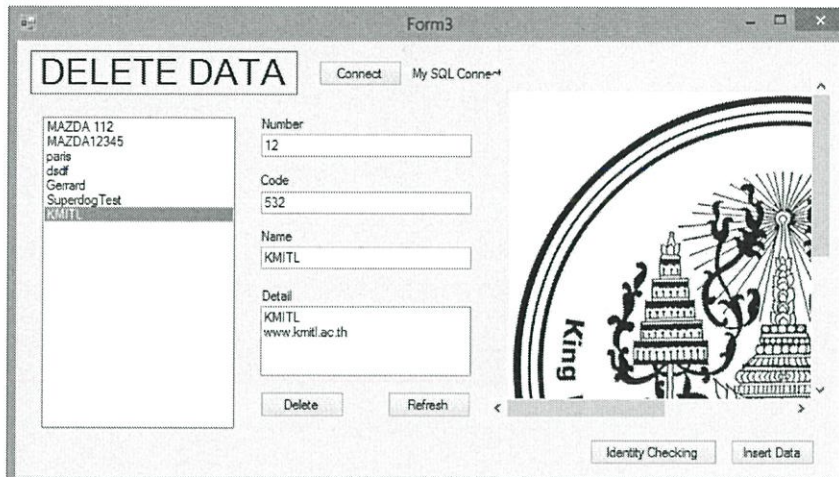 Form3
DELETE DATA
Connect
My SQL Connect
MAZDA 112
MAZDA12345
paris
dsdf
Gerrard
SuperdogTest
KMITL
Number
12
Code
532
Name
KMITL
Detail
KMITL
www.kmitl.ac.th
Delete
Refresh
King
Identity Checking
Insert Data